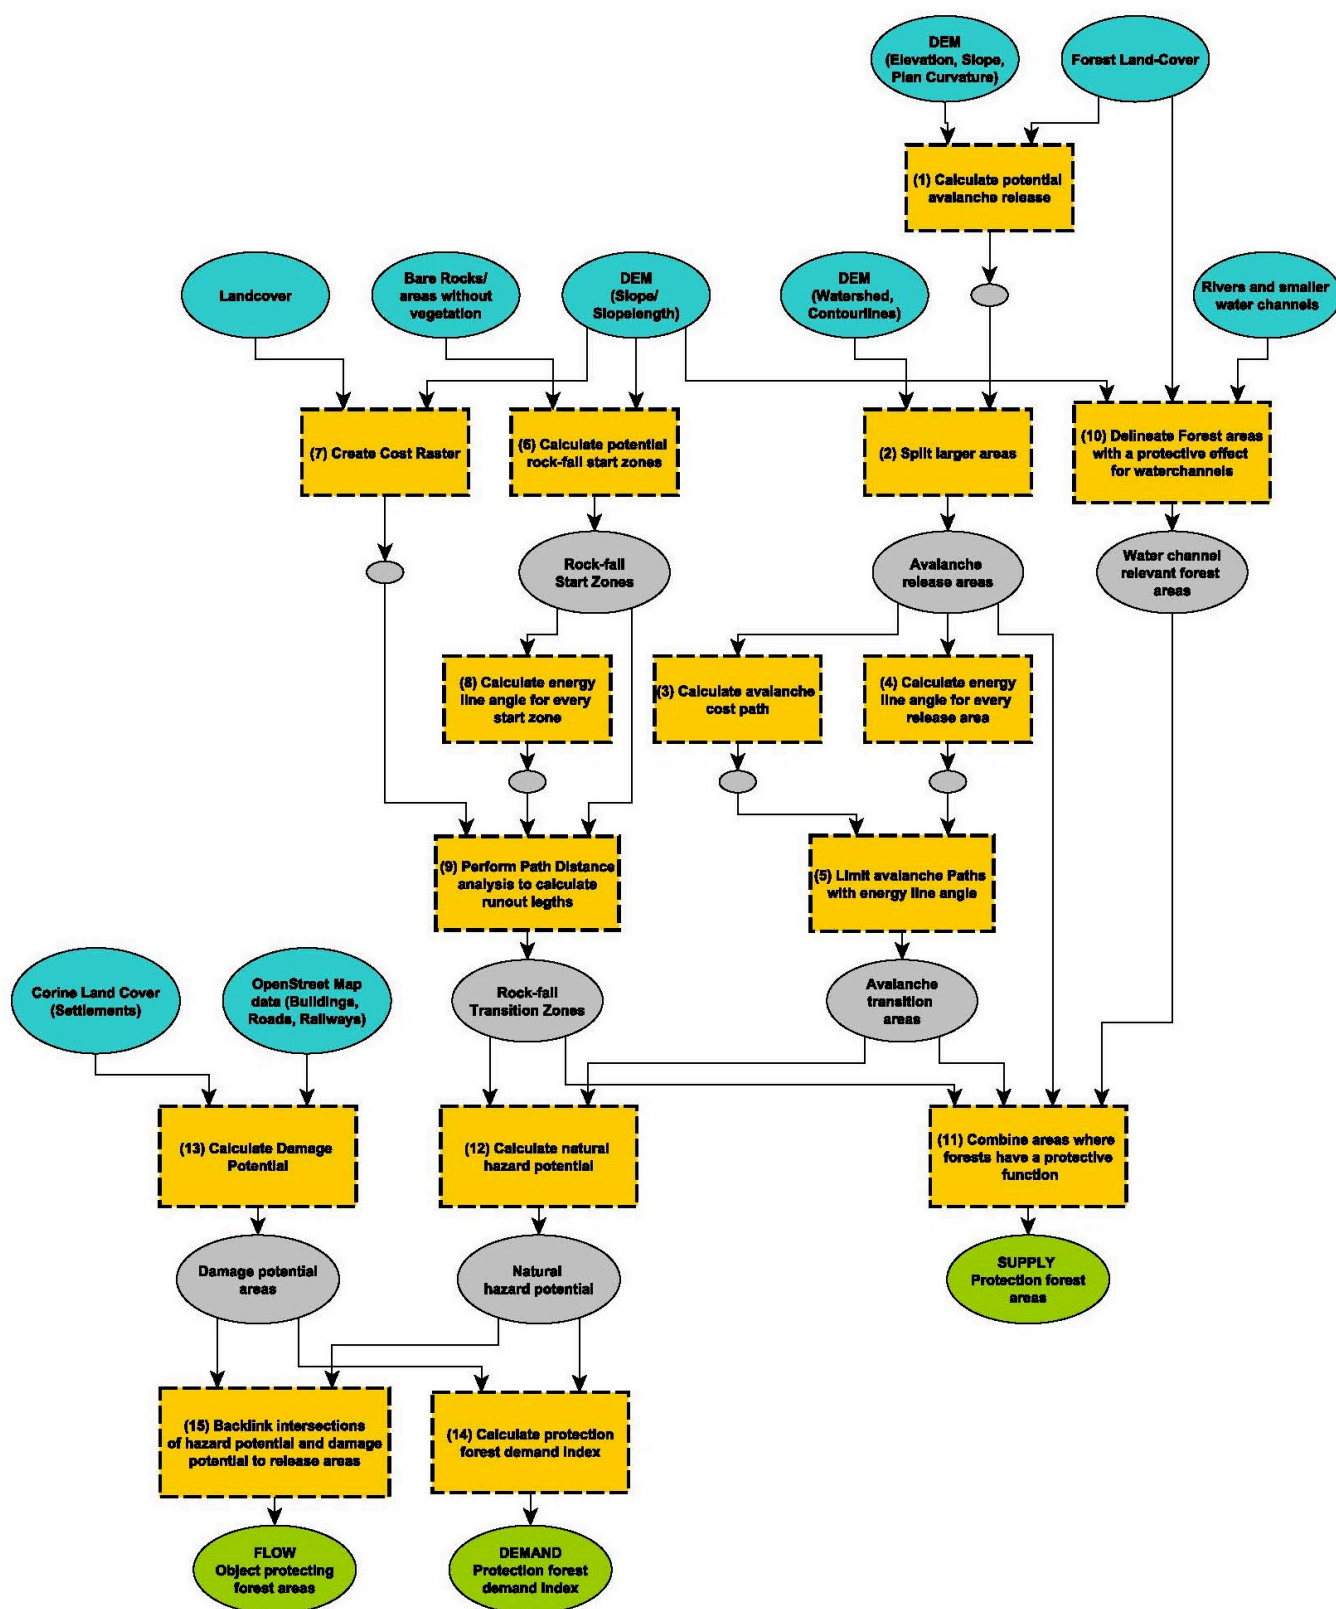 DEM
(Elevation, Slope,
Plan Curvature)
Forest Land-Cover
(1) Calculate potential
avalanche release
Landcover
Bare Rocks/
areas without
vegetation
DEM
(Slope/
Slopelength)
DEM
(Watershed,
Contourlines)
Rivers and smaller
water channels
(7) Create Cost Raster
(6) Calculate potential
rock-fall start zones
(2) Split larger areas
(10) Delineate Forest areas
with a protective effect
for waterchannels
Rock-fall
Start Zones
Avalanche
release areas
Water channel
relevant forest
areas
(8) Calculate energy
line angle for every
start zone
(3) Calculate avalanche
cost path
(4) Calculate energy
line angle for every
release area
(9) Perform Path Distance
analysis to calculate
runout legths
(5) Limit avalanche Paths
with energy line angle
Corine Land Cover
(Settlements)
OpenStreet Map
data (Buildings,
Roads, Railways)
Rock-fall
Transition Zones
Avalanche
transition
areas
(13) Calculate Damage
Potential
(12) Calculate natural
hazard potential
(11) Combine areas where
forests have a protective
function
Damage potential
areas
Natural
hazard potential
SUPPLY
Protection forest
areas
(15) Backlink intersections
of hazard potential and damage
potential to release areas
(14) Calculate protection
forest demand index
FLOW
Object protecting
forest areas
DEMAND
Protection forest
demand index